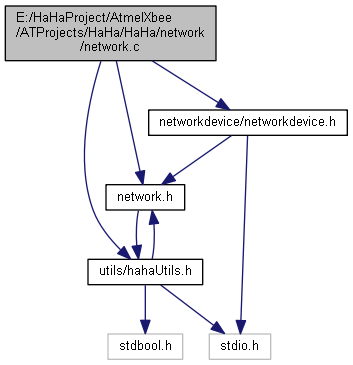 E:/HaHaProject/AtmelXbee
/ATProjects/HaHa/HaHa/network
/network.c
networkdevice/networkdevice.h
network.h
utils/hahaUtils.h
stdbool.h
stdio.h